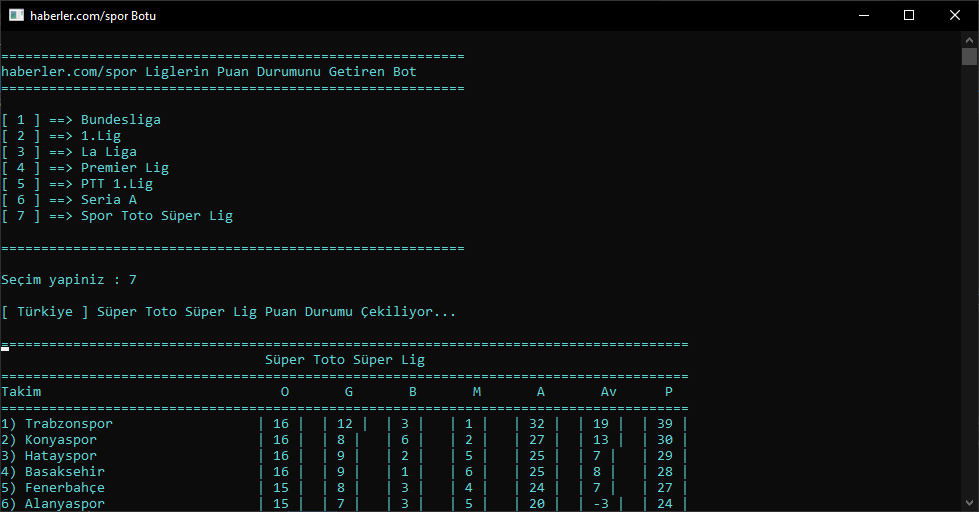 haberler.com/spor Botu
==========================================================
haberler.com/spor Liglerin Puan Durumunu Getiren Bot
==========================================================
[ 1 ] ==> Bundesliga
[ 2 ] ==> 1.Lig
[ 3 ] ==> La Liga
[ 4 ] ==> Premier Lig
[ 5 ] ==> PTT 1.Lig
[ 6 ] ==> Seria A
[ 7 ] ==> Spor Toto Süper Lig
==========================================================
Seçim yapiniz : 7
[ Türkiye ] Süper Toto Süper Lig Puan Durumu Çekiliyor...
======================================================================================
Süper Toto Süper Lig
======================================================================================
Takim O G B M A Av P
======================================================================================
1) Trabzonspor | 16 | | 12 | | 3 | | 1 | | 32 | | 19 | | 39 |
2) Konyaspor | 16 | | 8 | | 6 | | 2 | | 27 | | 13 | | 30 |
3) Hatayspor | 16 | | 9 | | 2 | | 5 | | 25 | | 7 | | 29 |
4) Basaksehir | 16 | | 9 | | 1 | | 6 | | 25 | | 8 | | 28 |
5) Fenerbahçe | 15 | | 8 | | 3 | | 4 | | 24 | | 7 | | 27 |
6) Alanyaspor | 15 | | 7 | | 3 | | 5 | | 20 | | -3 | | 24 |